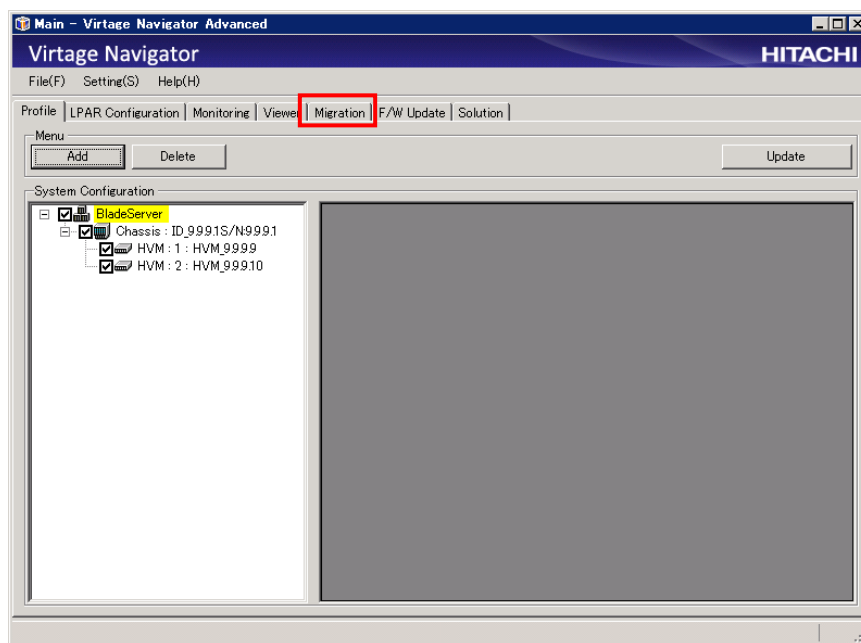 Main - Virtage Navigator Advanced
Virtage Navigator
HITACHI
File(F) Setting(S) Help(H)
Profile LPAR Configuration Monitoring Viewer Migration F/W Update Solution
Menu
Add Delete Update
System Configuration
BladeServer
Chassis : ID_9.9.9.1S/N:9.9.9.1
HVM : 1 : HVM_9.9.9.9
HVM : 2 : HVM_9.9.9.10